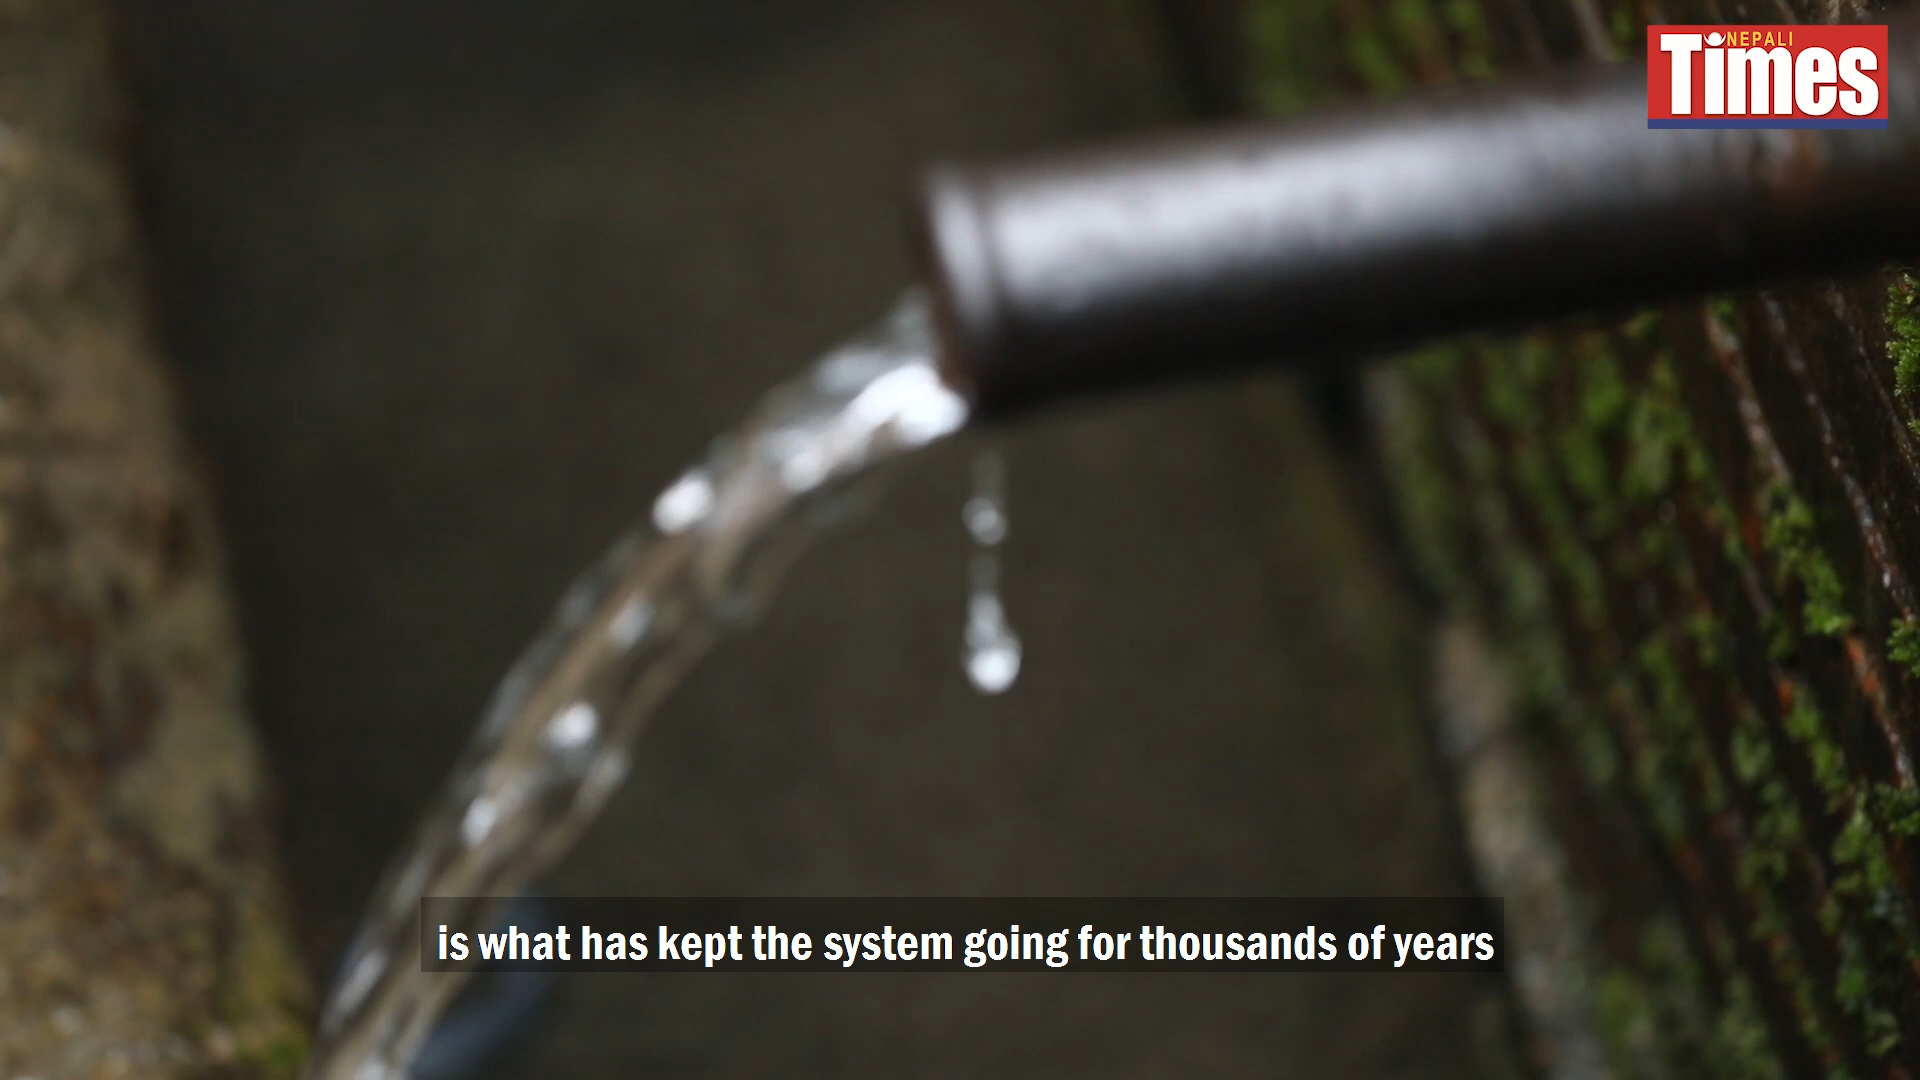 NEPALI
Times
is what has kept the system going for thousands of years